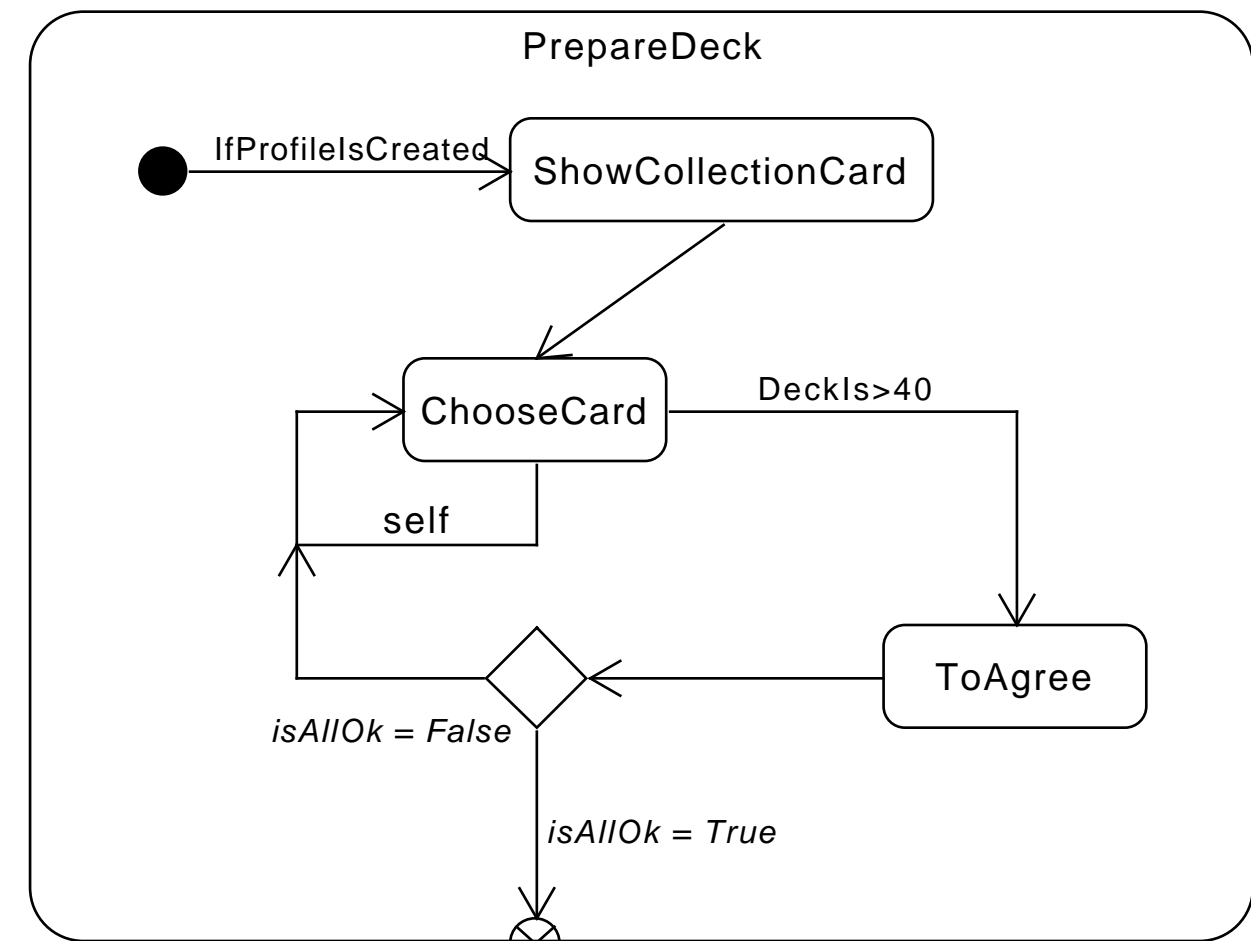 PrepareDeck
IfProfileIsCreated
ShowCollectionCard
DeckIs>40
ChooseCard
self
ToAgree
isAllOk = False
isAllOk = True